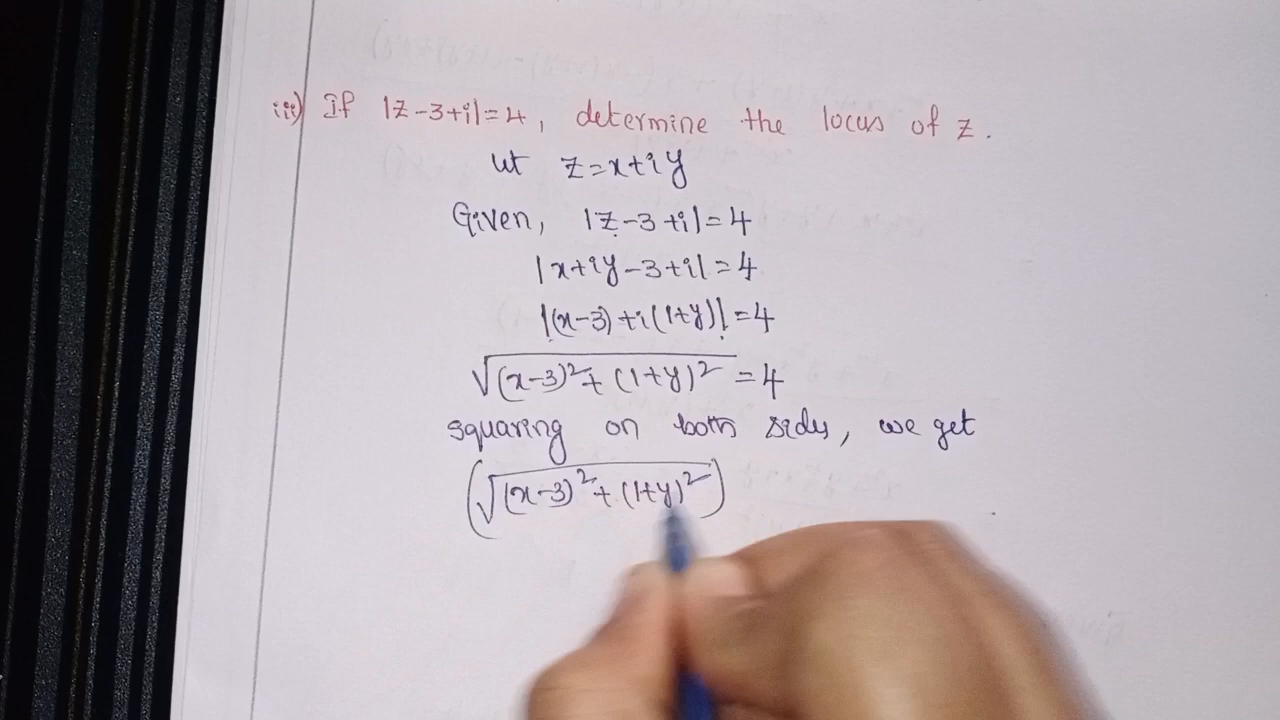 iii) If |z-3+i|=4, determine the locus of z.
let z=x+iy
Given, |z-3+i|=4
|x+iy-3+i|=4
|(x-3)+i(1+y)|=4
√(x-3)²+(1+y)² =4
squaring on both sides, we get
(√(x-3)²+(1+y)²)